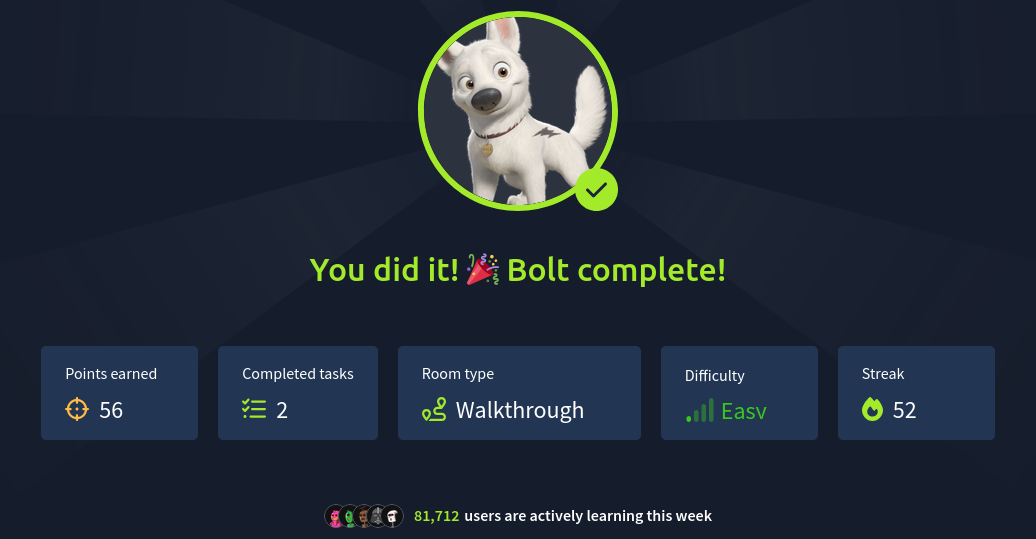 You did it! 🎉 Bolt complete!
Points earned
56
Completed tasks
2
Room type
Walkthrough
Difficulty
Easy
Streak
52
81,712 users are actively learning this week